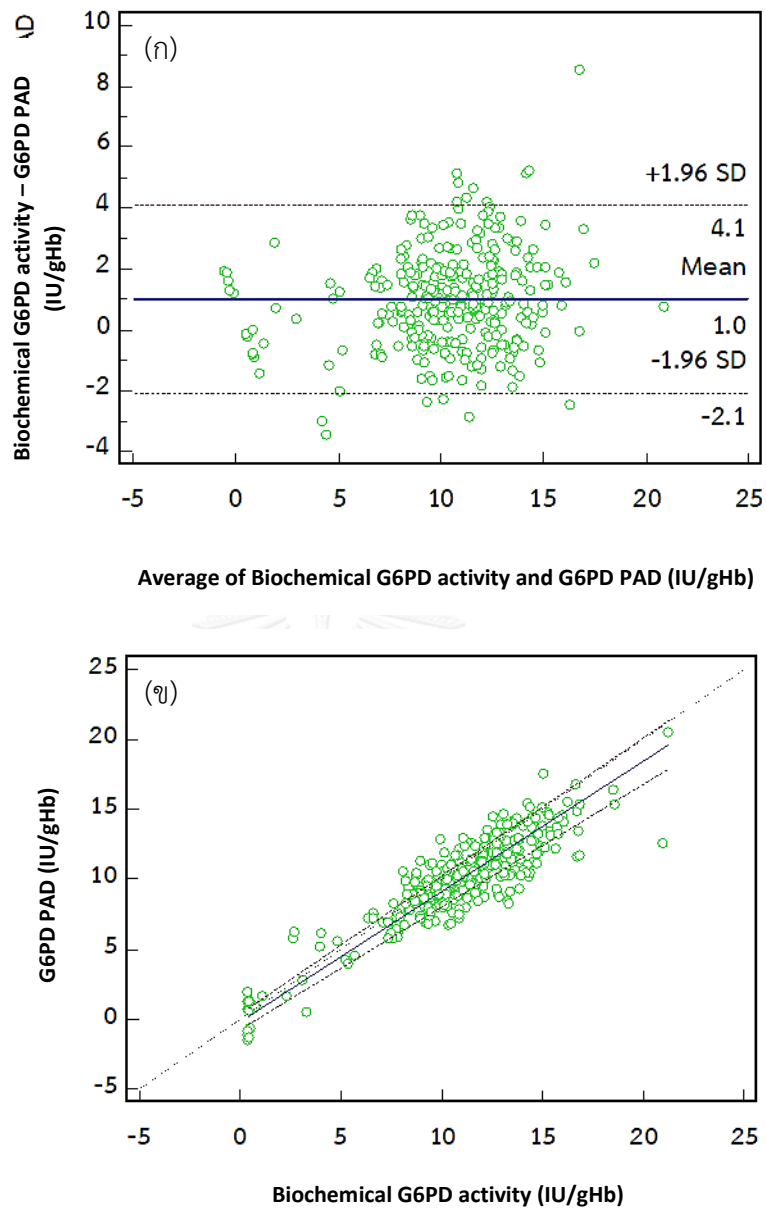 AD
Biochemical G6PD activity – G6PD PAD
(IU/gHb)
(ก)
10
8
6
4
2
0
-2
-4
+1.96 SD
4.1
Mean
1.0
-1.96 SD
-2.1
-5 0 5 10 15 20 25
Average of Biochemical G6PD activity and G6PD PAD (IU/gHb)
(ข)
G6PD PAD (IU/gHb)
25
20
15
10
5
0
-5
-5 0 5 10 15 20 25
Biochemical G6PD activity (IU/gHb)